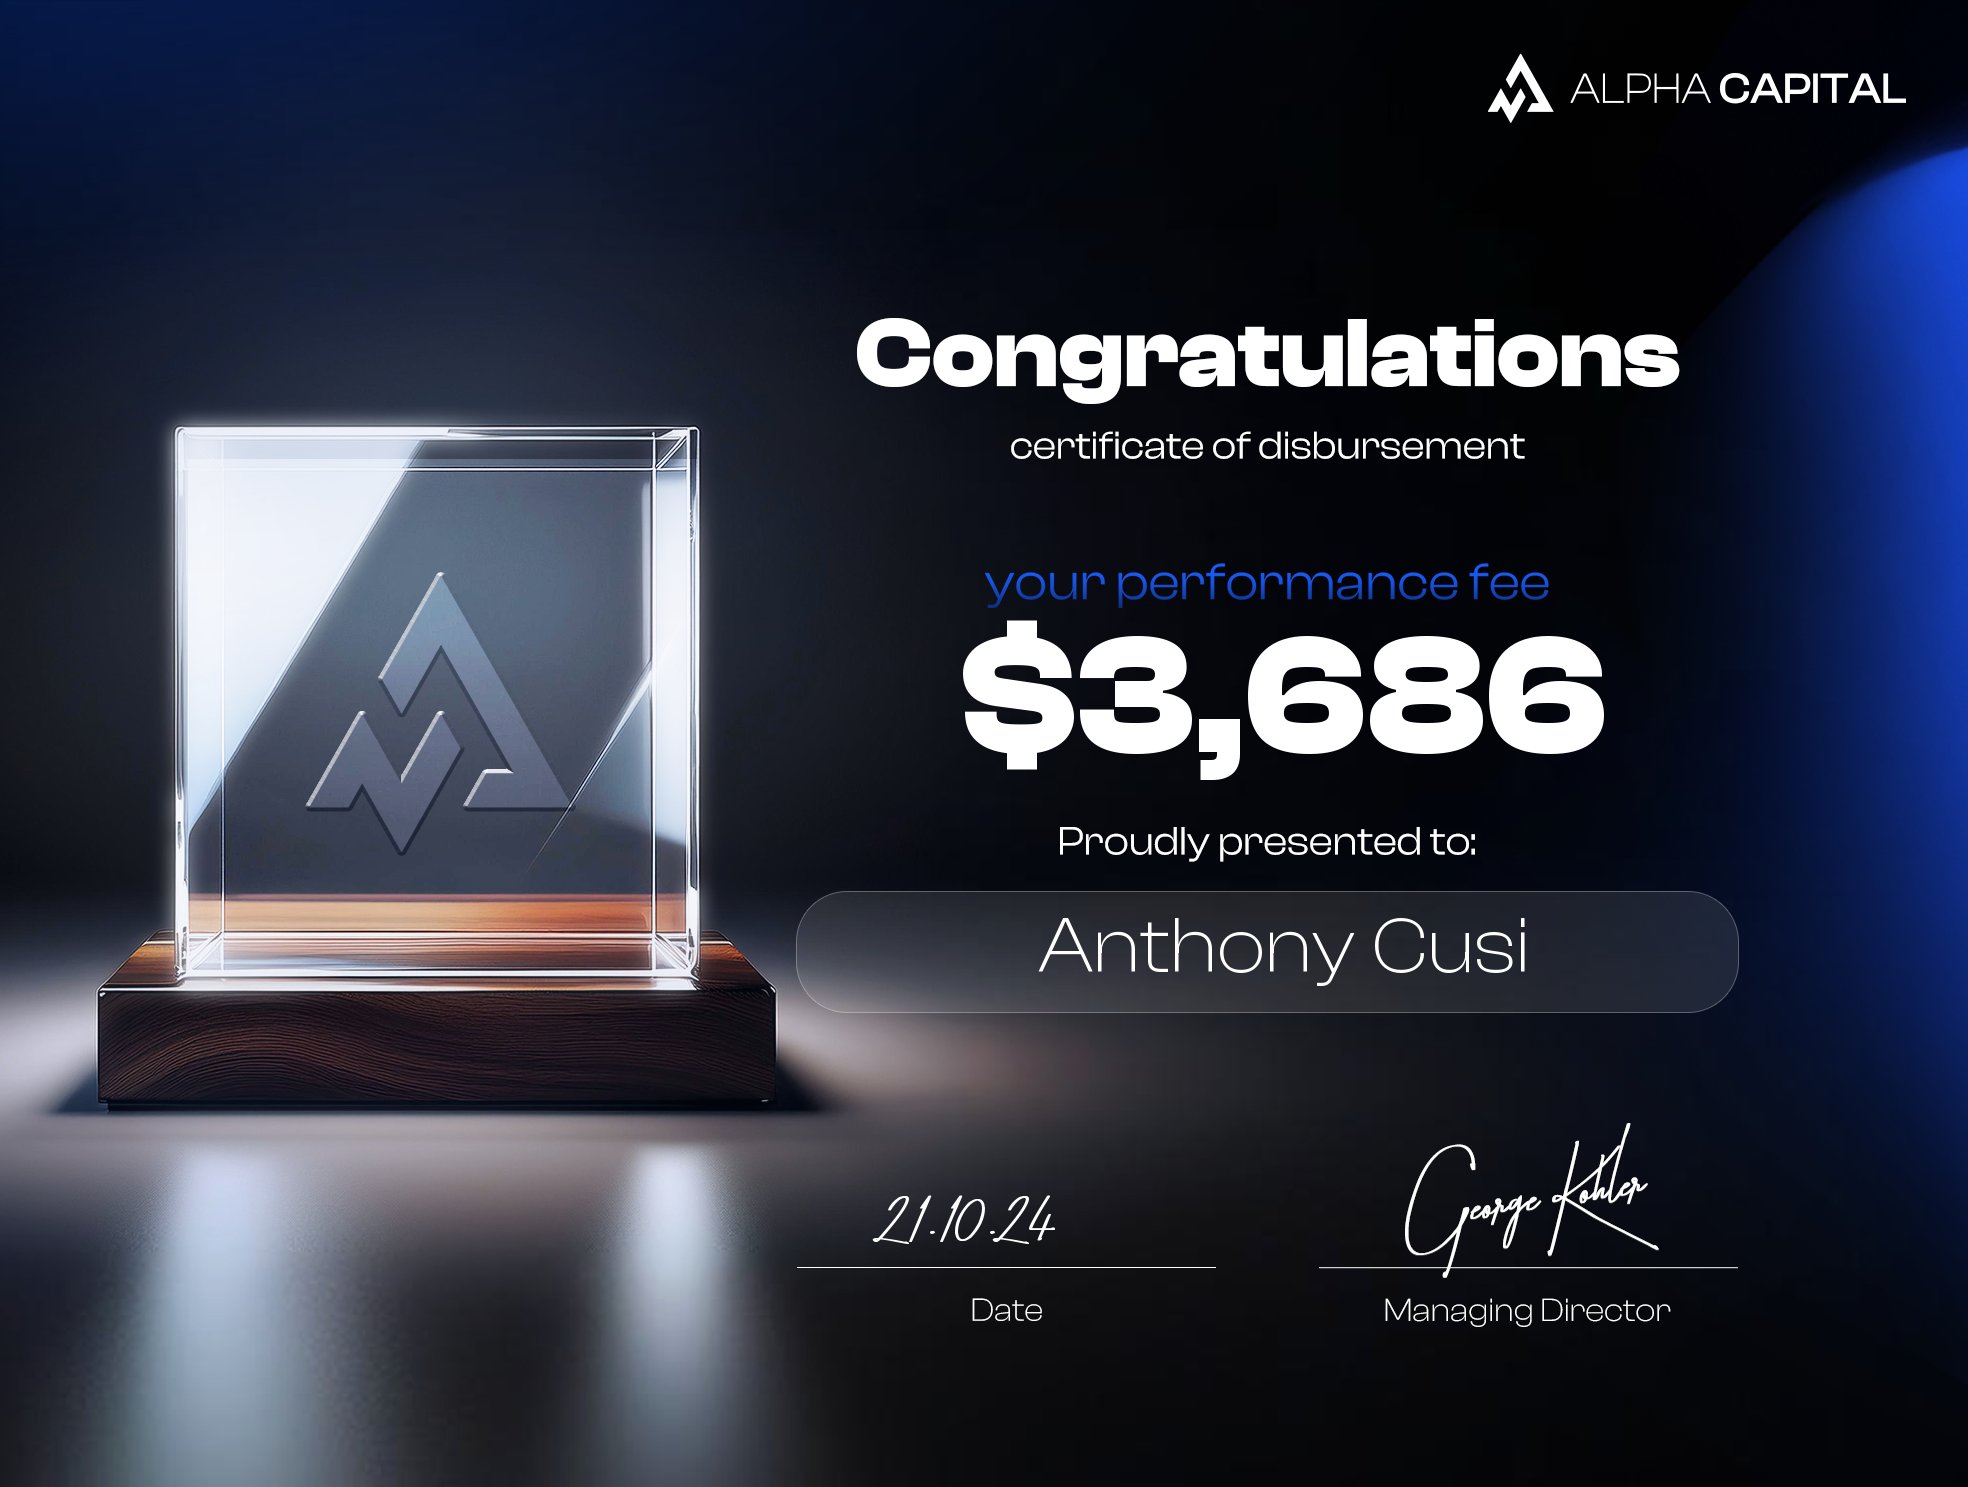 ALPHA CAPITAL
Congratulations
certificate of disbursement
your performance fee
$3,686
Proudly presented to:
Anthony Cusi
21.10.24
George Kohler
Date
Managing Director